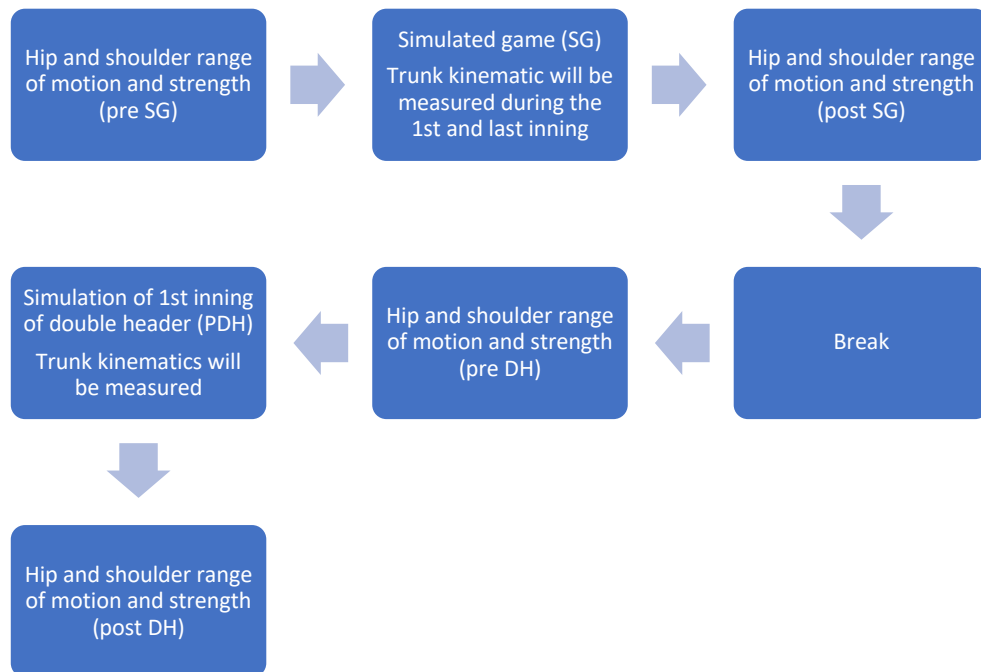 Hip and shoulder range
of motion and strength
(pre SG)
Simulated game (SG)
Trunk kinematic will be
measured during the
1st and last inning
Hip and shoulder range
of motion and strength
(post SG)
Break
Hip and shoulder range
of motion and strength
(pre DH)
Simulation of 1st inning
of double header (PDH)
Trunk kinematics will
be measured
Hip and shoulder range
of motion and strength
(post DH)